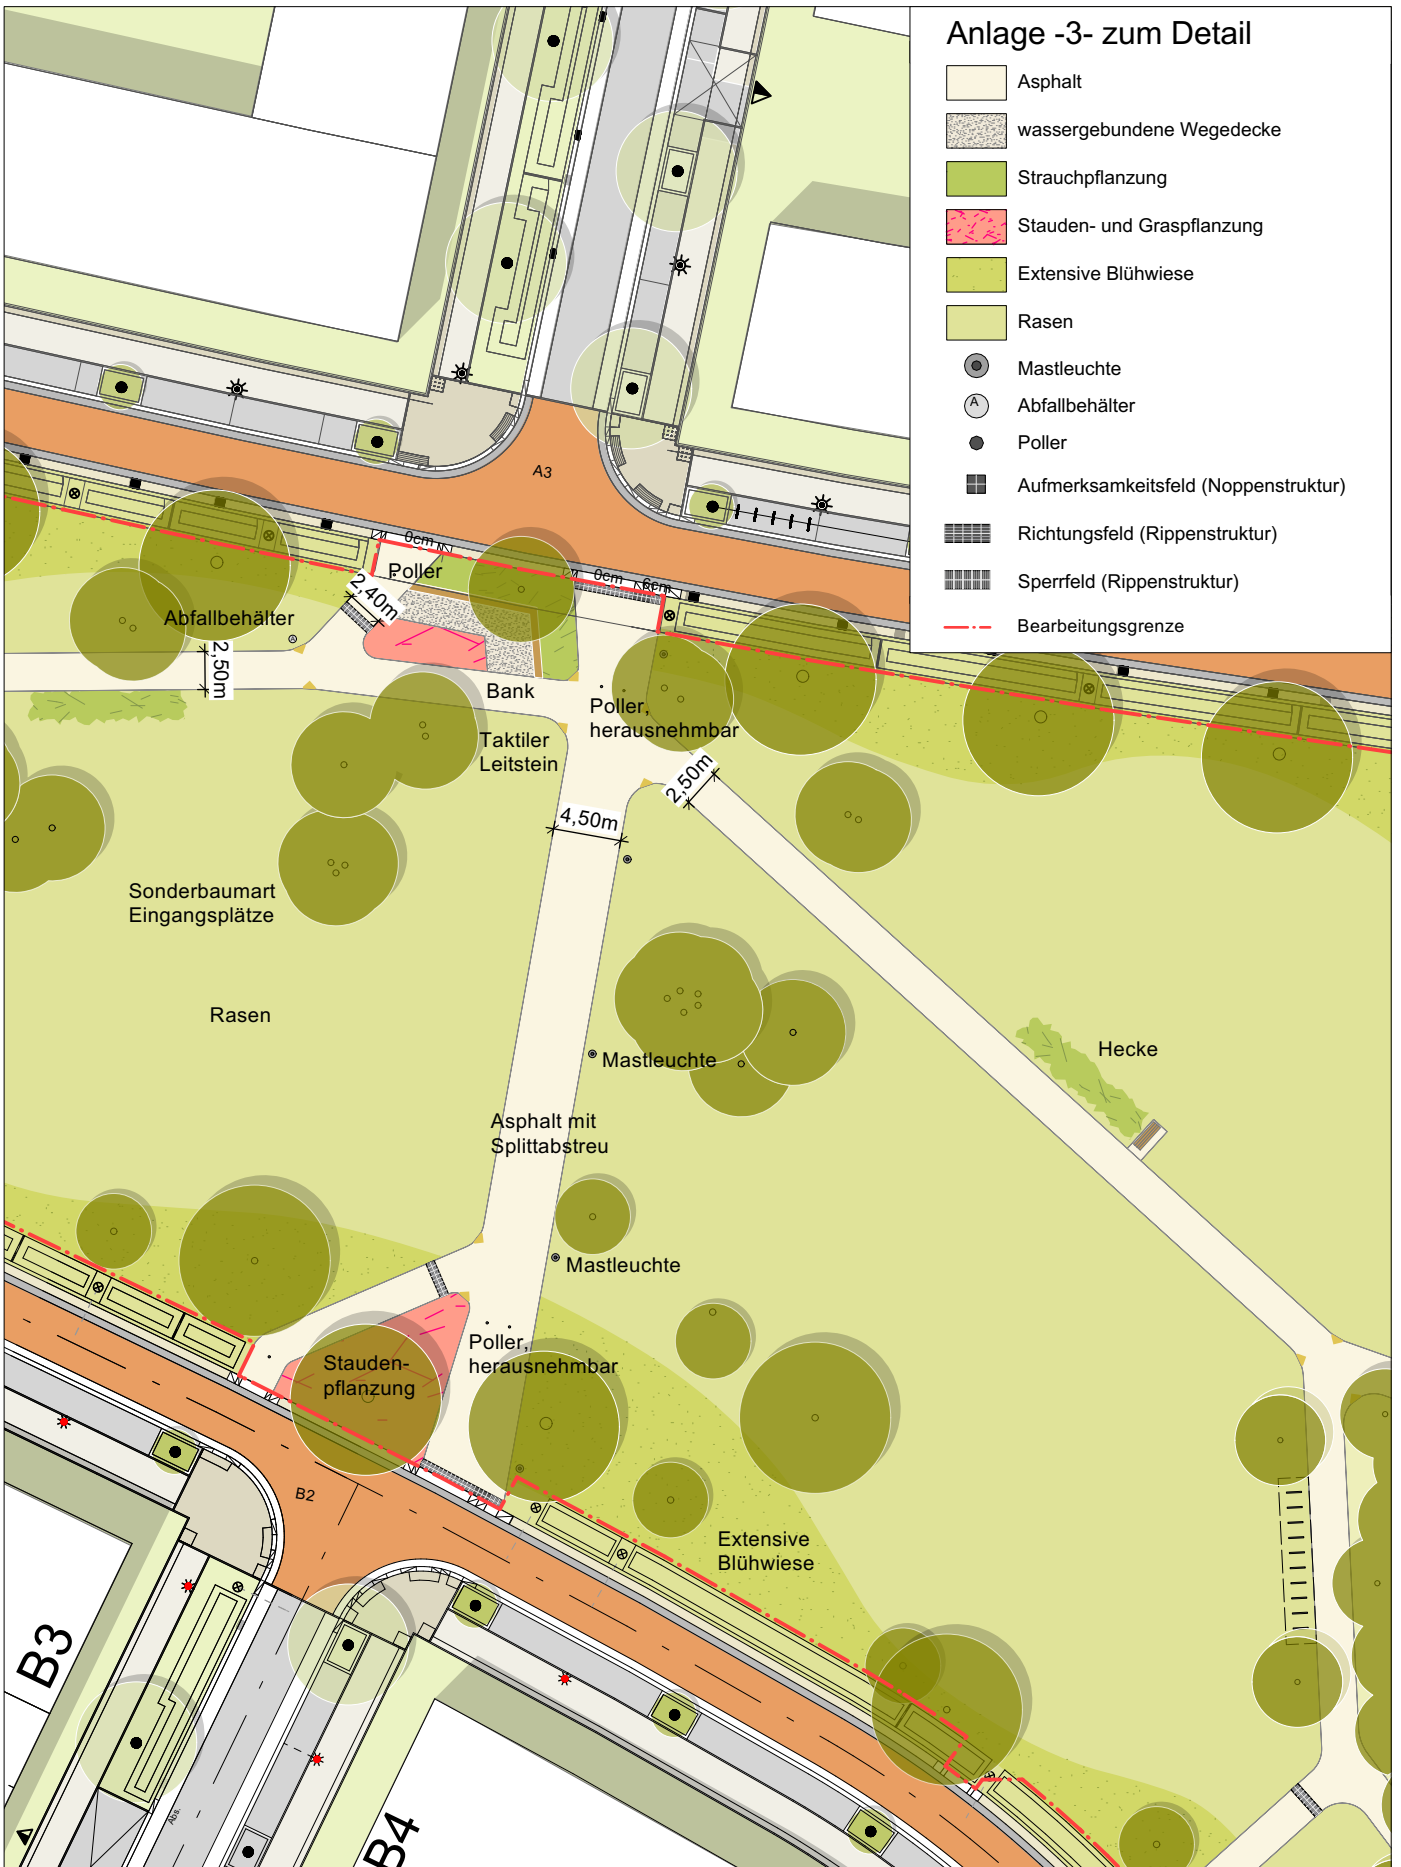 Anlage -3- zum Detail
Asphalt
wassergebundene Wegedecke
Strauchpflanzung
Stauden- und Graspflanzung
Extensive Blühwiese
Rasen
Mastleuchte
A
Abfallbehälter
Poller
Aufmerksamkeitsfeld (Noppenstruktur)
Richtungsfeld (Rippenstruktur)
Sperrfeld (Rippenstruktur)
Bearbeitungsgrenze
A3
0cm
Poller
0cm
6cm
2,40m
Abfallbehälter
A
2,50m
Bank
Poller,
herausnehmbar
Taktiler
Leitstein
2,50m
4,50m
Sonderbaumart
Eingangsplätze
Rasen
Mastleuchte
Hecke
Asphalt mit
Splittabstreu
Mastleuchte
Poller,
herausnehmbar
Stauden-
pflanzung
B2
Extensive
Blühwiese
B3
Abs.
B4